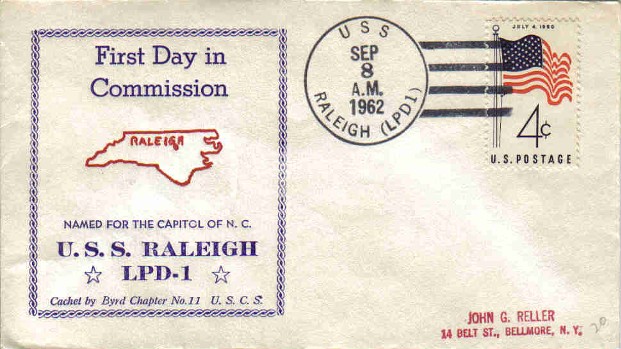 First Day in
Commission
RALEIGH
NAMED FOR THE CAPITOL OF N. C.
U. S. S. RALEIGH
☆ LPD-1 ☆
Cachet by Byrd Chapter No. 11 U. S. C. S.
USS
SEP
8
A.M.
1962
RALEIGH (LPD1)
JULY 4, 1960
4¢
U.S. POSTAGE
JOHN G. RELLER
14 BELT ST., BELLMORE, N. Y.
20